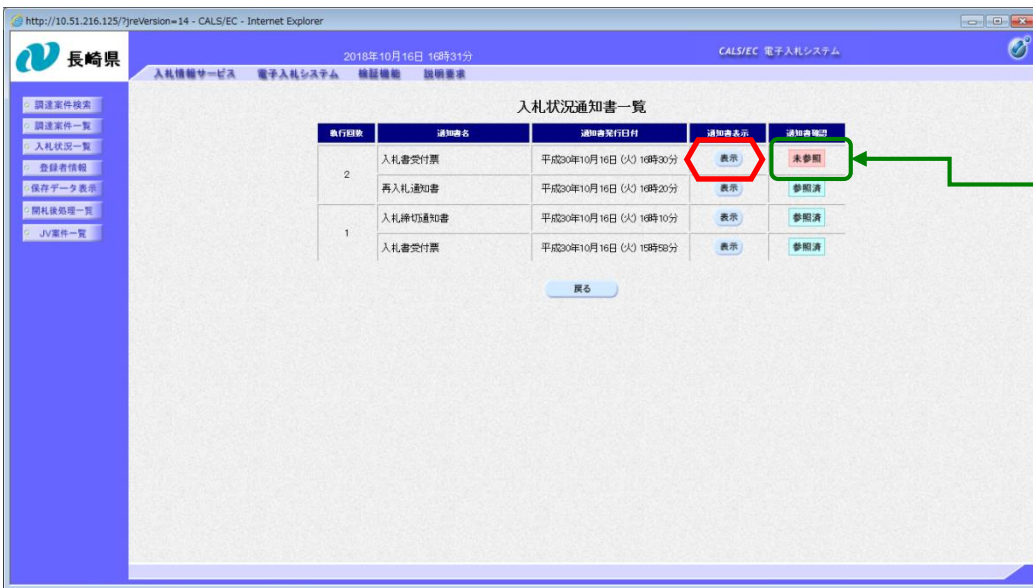 http://10.51.216.125/?jreVersion=14 - CALS/EC - Internet Explorer
長崎県
2018年10月16日 16時31分
CALS/EC 電子入札システム
入札情報サービス 電子入札システム 検証機能 説明要求
調達案件検索
調達案件一覧
入札状況一覧
登録者情報
保存データ表示
開札後処理一覧
JV案件一覧
入札状況通知書一覧
執行回数 通知書名 通知書発行日付 通知書表示 通知書確認
2
入札書受付票 平成30年10月16日 (火) 16時30分 表示 未参照
再入札通知書 平成30年10月16日 (火) 16時20分 表示 参照済
1
入札締切通知書 平成30年10月16日 (火) 16時10分 表示 参照済
入札書受付票 平成30年10月16日 (火) 15時58分 表示 参照済
戻る